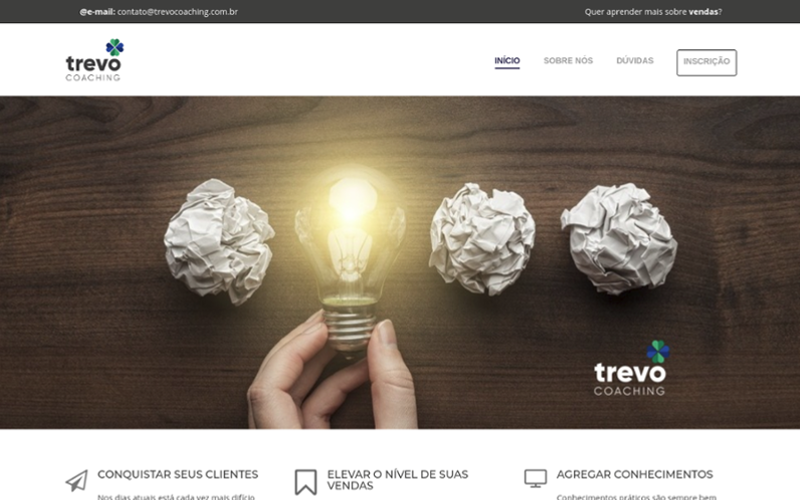 @e-mail: contato@trevocoaching.com.br
Quer aprender mais sobre vendas?
trevo
COACHING
INÍCIO
SOBRE NÓS
DÚVIDAS
INSCRIÇÃO
trevo
COACHING
CONQUISTAR SEUS CLIENTES
Nos dias atuais está cada vez mais difícil
ELEVAR O NÍVEL DE SUAS
VENDAS
AGREGAR CONHECIMENTOS
Conhecimentos práticos são sempre bem